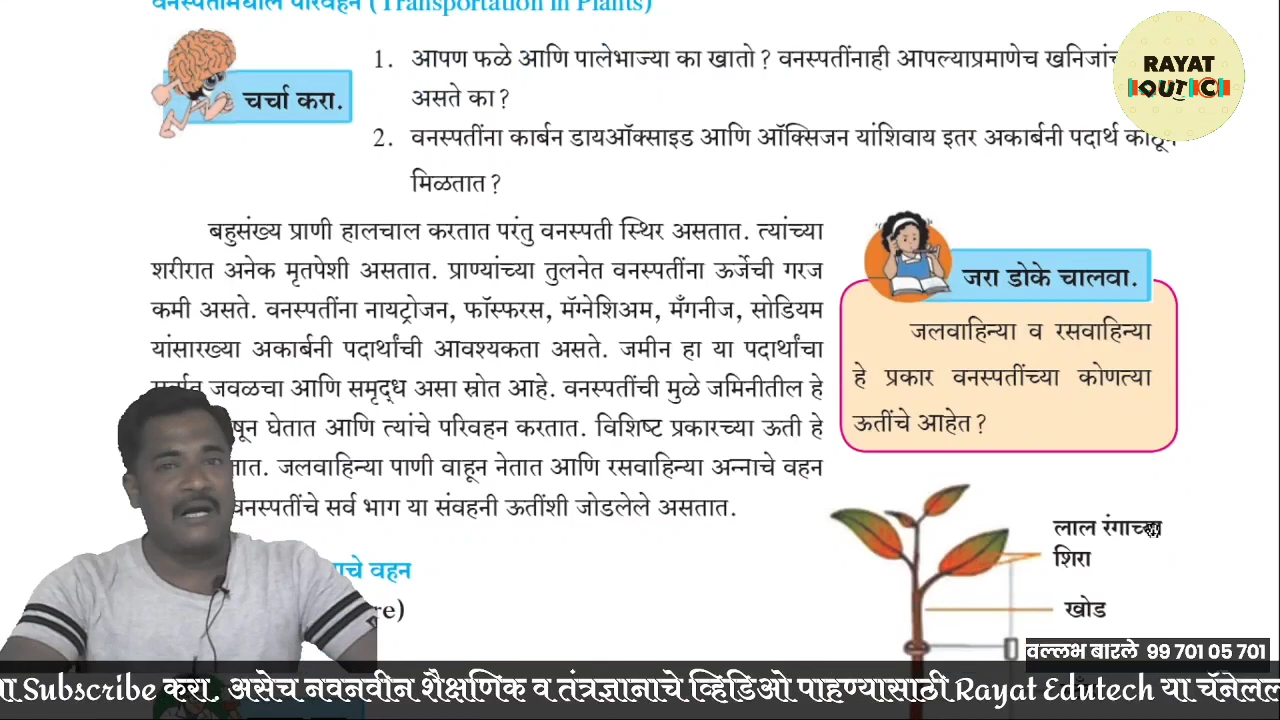 वनस्पतींमधील परिवहन (Transportation in Plants)
चर्चा करा.
1. आपण फळे आणि पालेभाज्या का खातो ? वनस्पतींनाही आपल्याप्रमाणेच
असते का ?
2. वनस्पतींना कार्बन डायऑक्साइड आणि ऑक्सिजन यांशिवाय इतर अकार्बनी पदार्थ कोठून
मिळतात ?
बहुसंख्य प्राणी हालचाल करतात परंतु वनस्पती स्थिर असतात. त्यांच्या
शरीरात अनेक मृतपेशी असतात. प्राण्यांच्या तुलनेत वनस्पतींना ऊर्जेची गरज
कमी असते. वनस्पतींना नायट्रोजन, फॉस्फरस, मॅग्नेशिअम, मँगनीज, सोडियम
यांसारख्या अकार्बनी पदार्थांची आवश्यकता असते. जमीन हा या पदार्थांचा
जवळचा आणि समृद्ध असा स्रोत आहे. वनस्पतींची मुळे जमिनीतील हे
घेतात आणि त्यांचे परिवहन करतात. विशिष्ट प्रकारच्या ऊती हे
जलवाहिन्या पाणी वाहून नेतात आणि रसवाहिन्या अन्नाचे वहन
वनस्पतींचे सर्व भाग या संवहनी ऊतींशी जोडलेले असतात.
वहन
जरा डोके चालवा.
जलवाहिन्या व रसवाहिन्या
हे प्रकार वनस्पतींच्या कोणत्या
ऊतींचे आहेत ?
लाल रंगाच्या
शिरा
खोड
RAYAT
वल्लभ बारले 99 701 05 701
Subscribe करा. असेच नवनवीन शैक्षणिक व तंत्रज्ञानाचे व्हिडिओ पाहण्यासाठी Rayat Edutech या